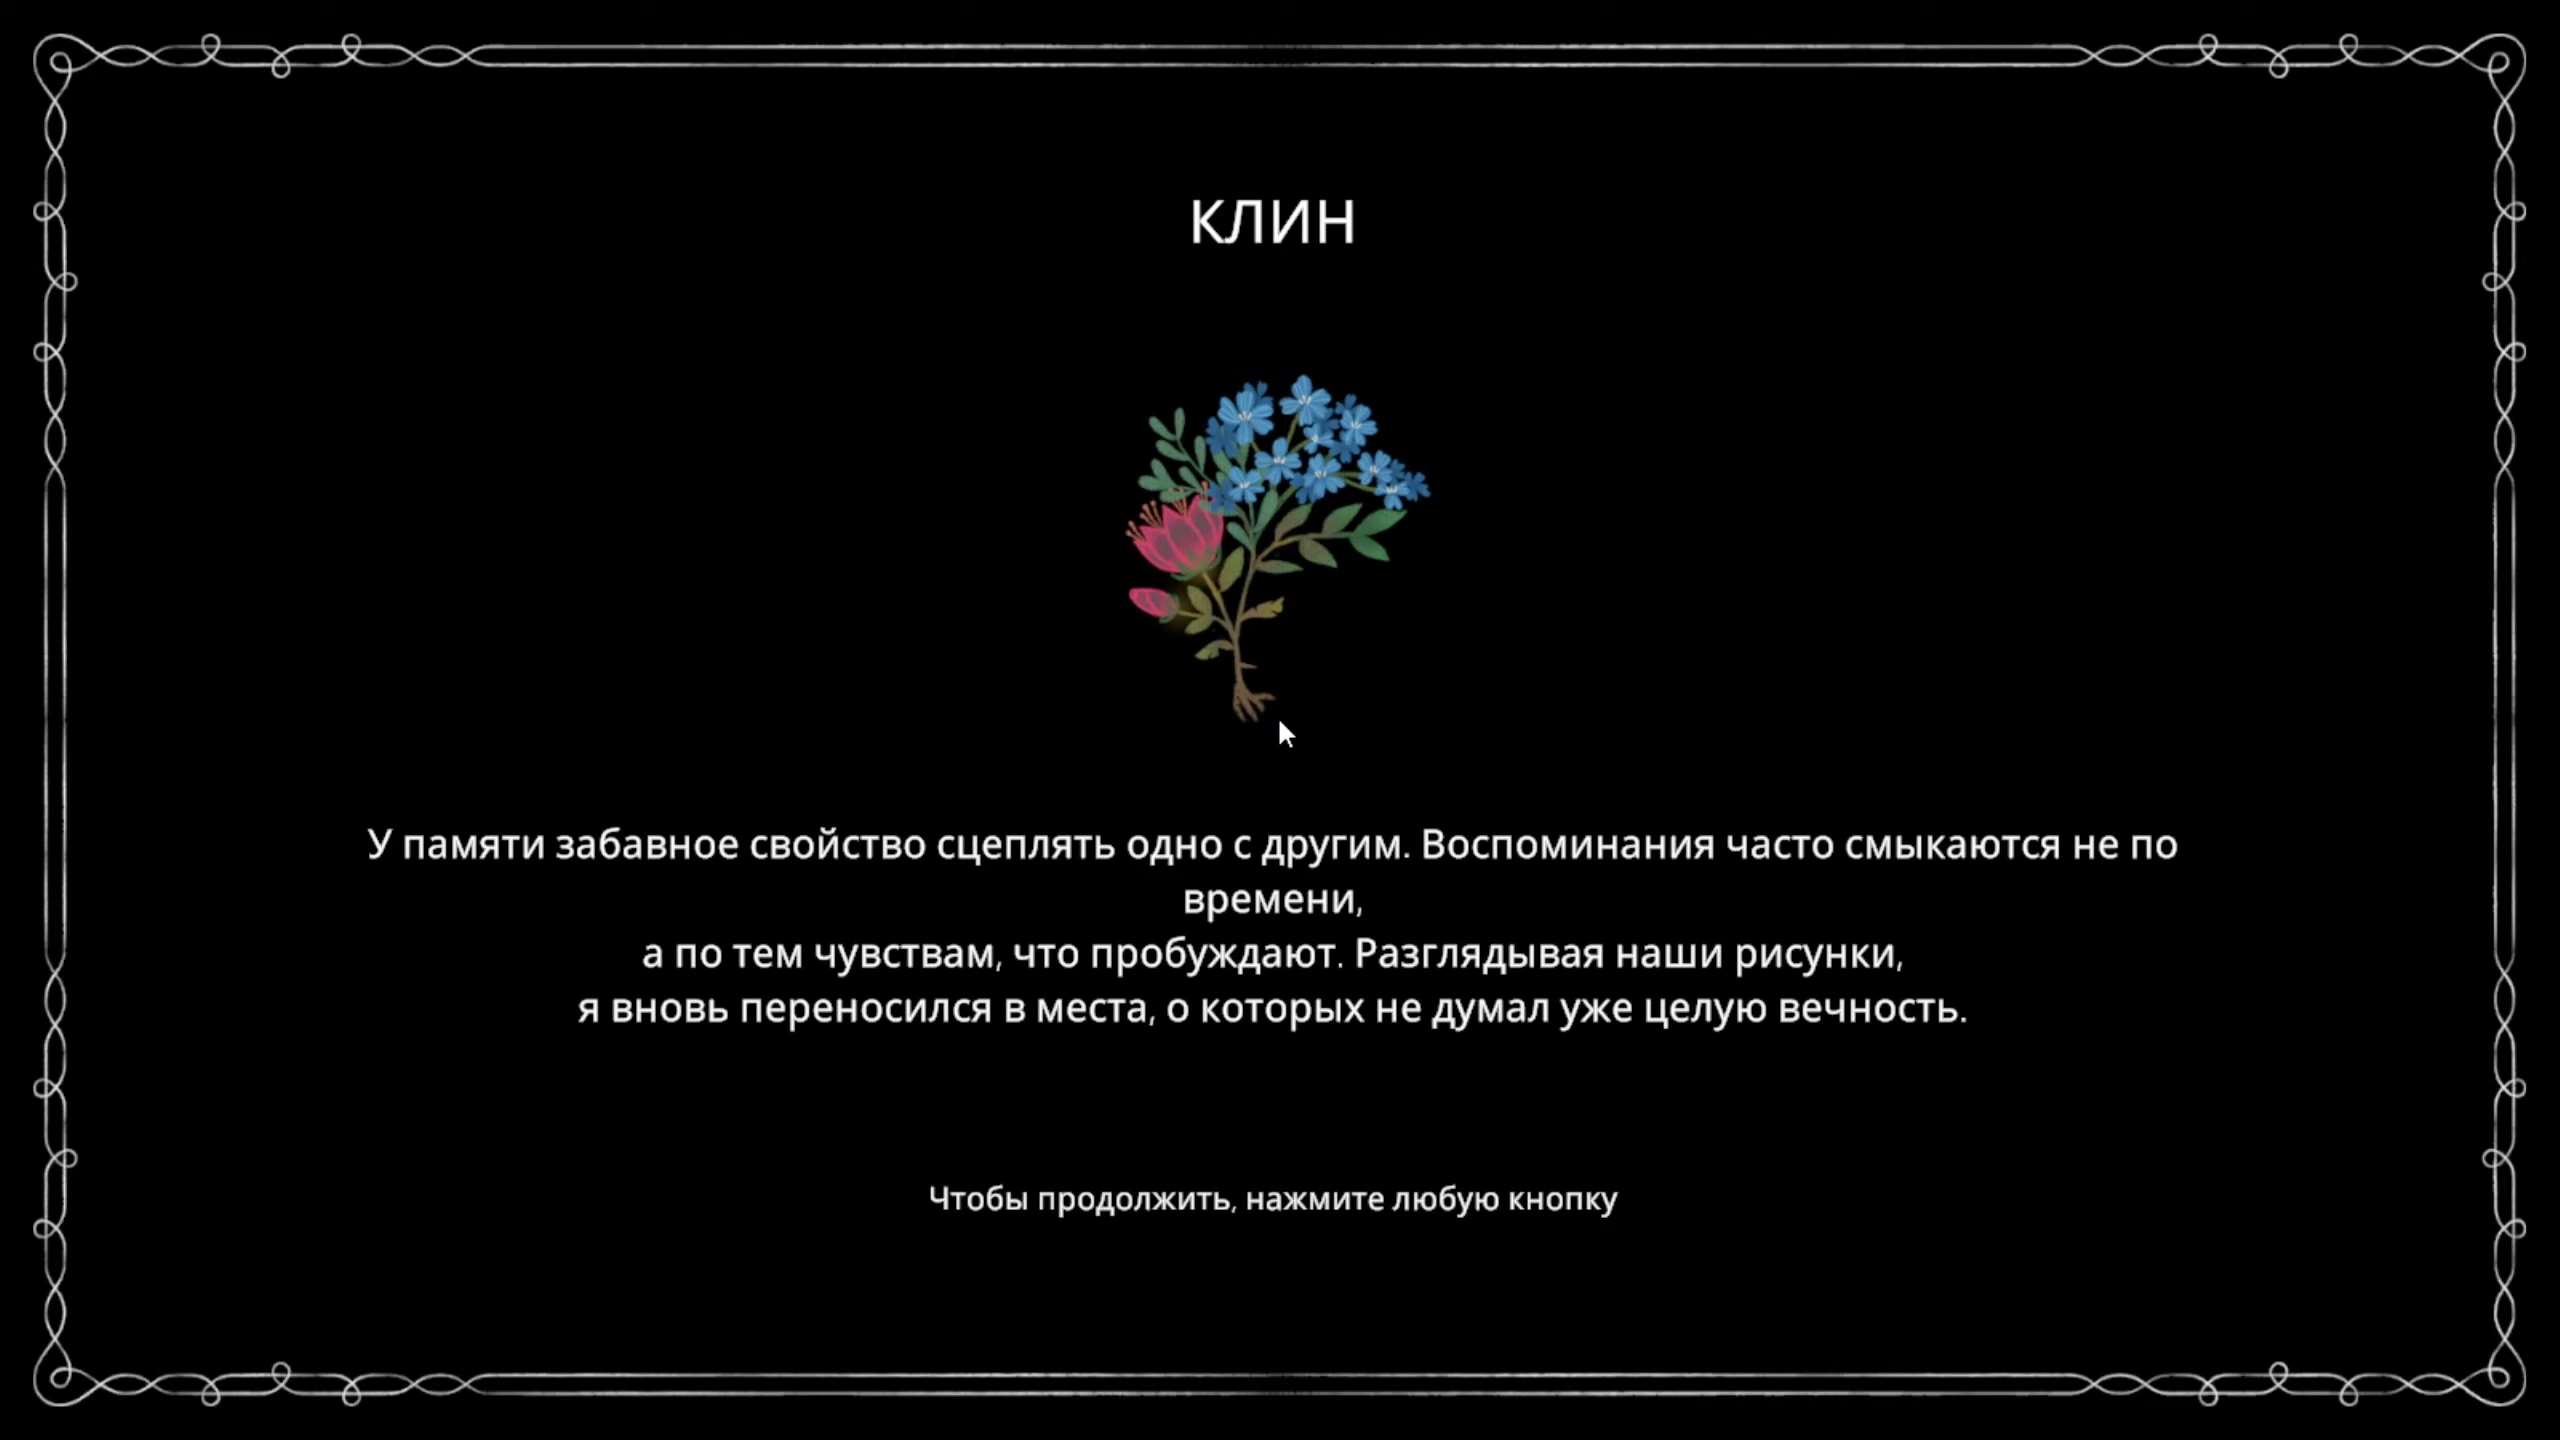 КЛИН
У памяти забавное свойство сцеплять одно с другим. Воспоминания часто смыкаются не по
времени,
а по тем чувствам, что пробуждают. Разглядывая наши рисунки,
я вновь переносился в места, о которых не думал уже целую вечность.
Чтобы продолжить, нажмите любую кнопку